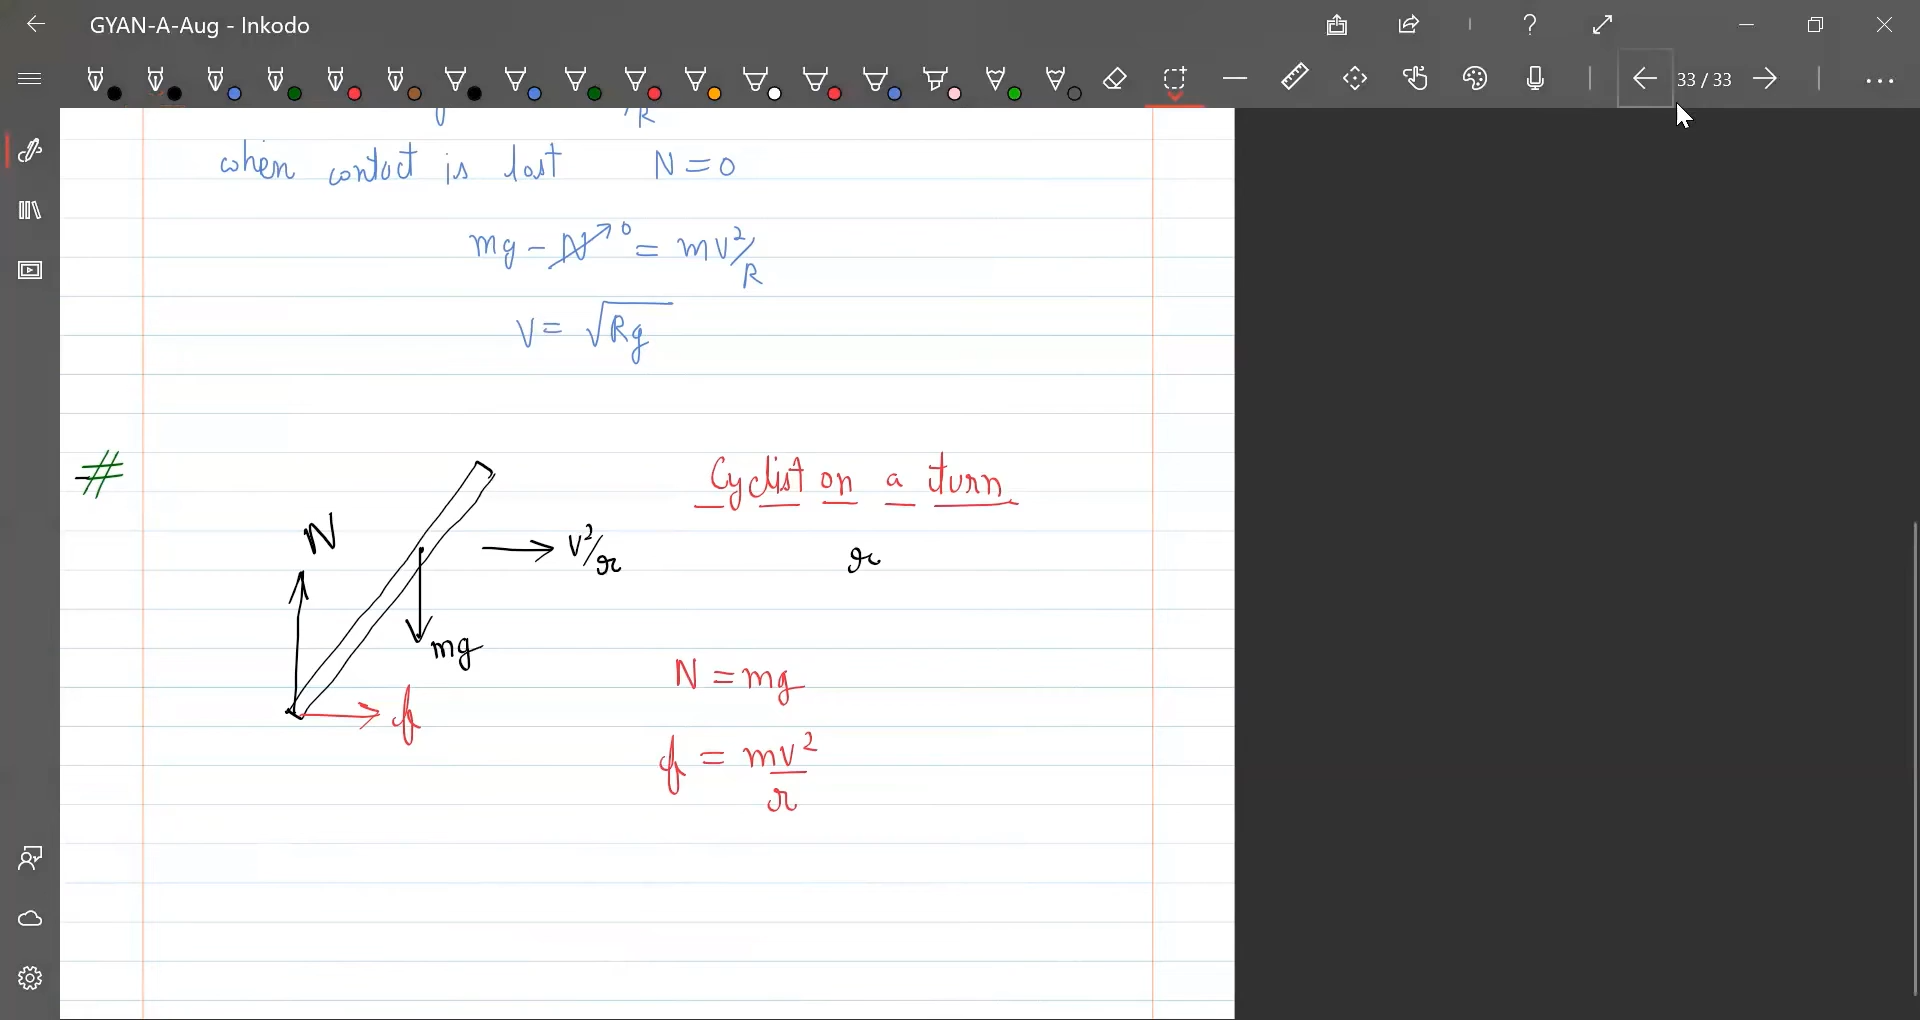 GYAN-A-Aug - Inkodo
33 / 33
R
when contact is lost N = 0
mg - N↗0 = mv²/R
V = √Rg
#
Cyclist on a turn
N
V²/r
r
mg
N = mg
f
f = mv²/r